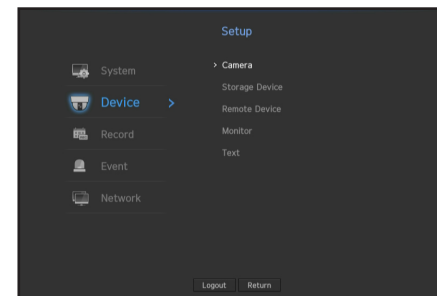 Setup
System
Device >
Record
Event
Network
> Camera
Storage Device
Remote Device
Monitor
Text
Logout Return